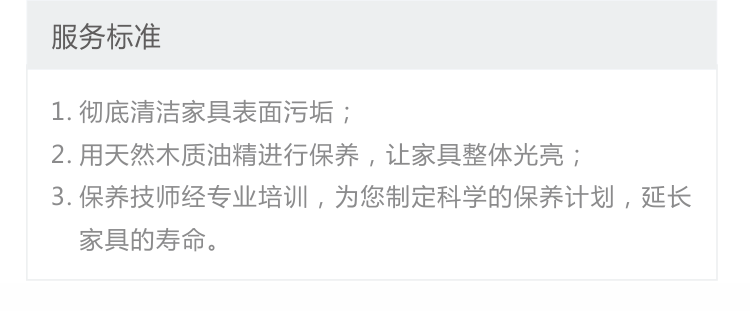 服务标准
1. 彻底清洁家具表面污垢；
2. 用天然木质油精进行保养，让家具整体光亮；
3. 保养技师经专业培训，为您制定科学的保养计划，延长
家具的寿命。